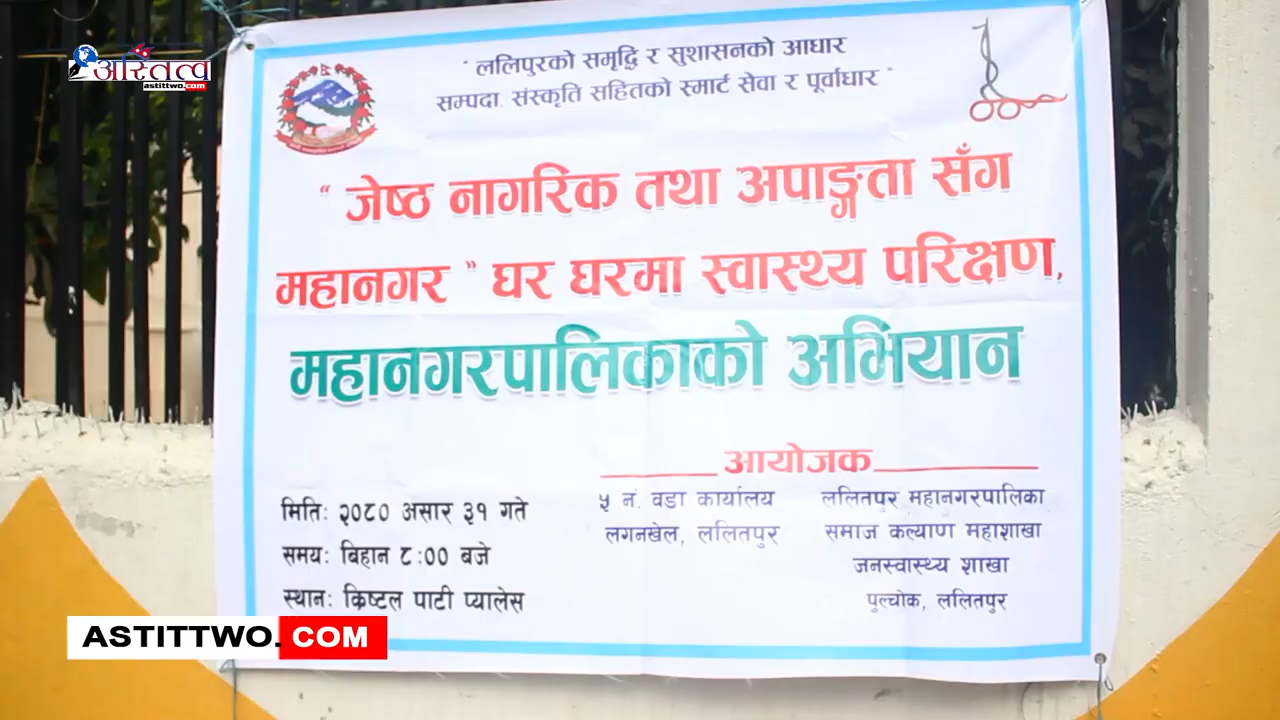 अस्तित्व
astittwo.com
" ललिपुरको समृद्धि र सुशासनको आधार
सम्पदा, संस्कृति सहितको स्मार्ट सेवा र पूर्वाधार "
“ जेष्ठ नागरिक तथा अपाङ्गता सँग
महानगर ” घर घरमा स्वास्थ्य परिक्षण,
महानगरपालिकाको अभियान
आयोजक
५ नं. वडा कार्यालय
लगनखेल, ललितपुर
ललितपुर महानगरपालिका
समाज कल्याण महाशाखा
जनस्वास्थ्य शाखा
पुल्चोक, ललितपुर
मिति: २०८० असार ३१ गते
समय: बिहान ८:०० बजे
स्थान: क्रिष्टल पाटी प्यालेस
ASTITTWO.COM